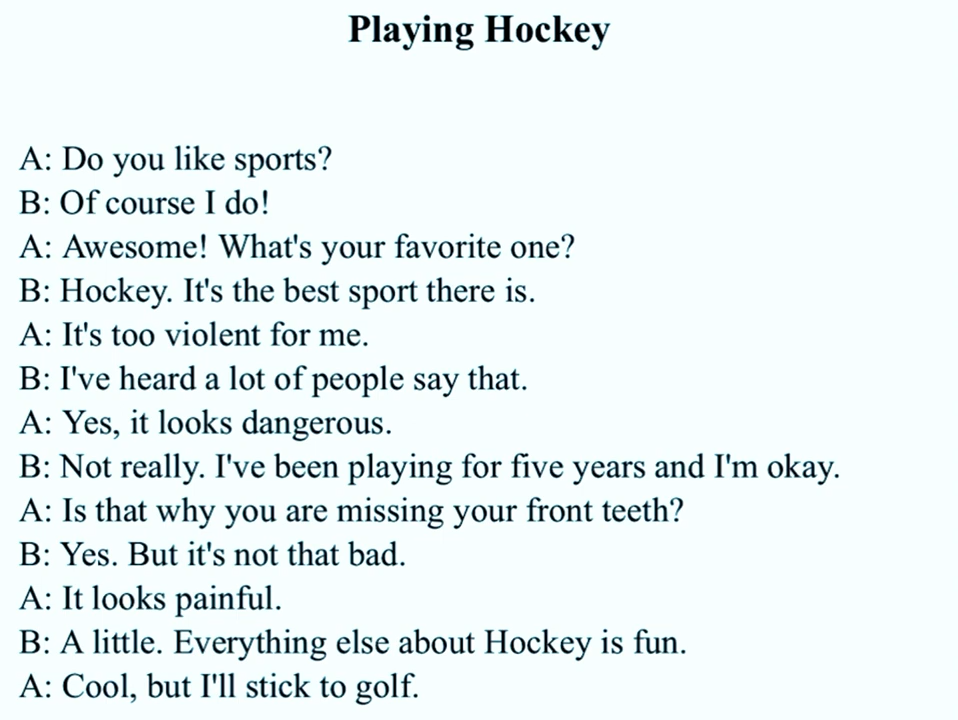 Playing Hockey
A: Do you like sports?
B: Of course I do!
A: Awesome! What's your favorite one?
B: Hockey. It's the best sport there is.
A: It's too violent for me.
B: I've heard a lot of people say that.
A: Yes, it looks dangerous.
B: Not really. I've been playing for five years and I'm okay.
A: Is that why you are missing your front teeth?
B: Yes. But it's not that bad.
A: It looks painful.
B: A little. Everything else about Hockey is fun.
A: Cool, but I'll stick to golf.